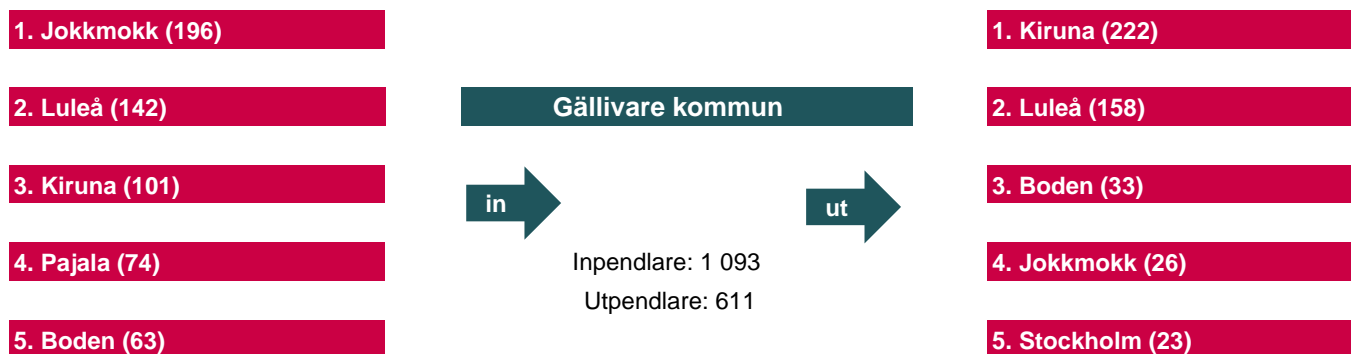 1. Jokkmokk (196)
2. Luleå (142)
3. Kiruna (101)
4. Pajala (74)
5. Boden (63)
Gällivare kommun
in
ut
Inpendlare: 1 093
Utpendlare: 611
1. Kiruna (222)
2. Luleå (158)
3. Boden (33)
4. Jokkmokk (26)
5. Stockholm (23)